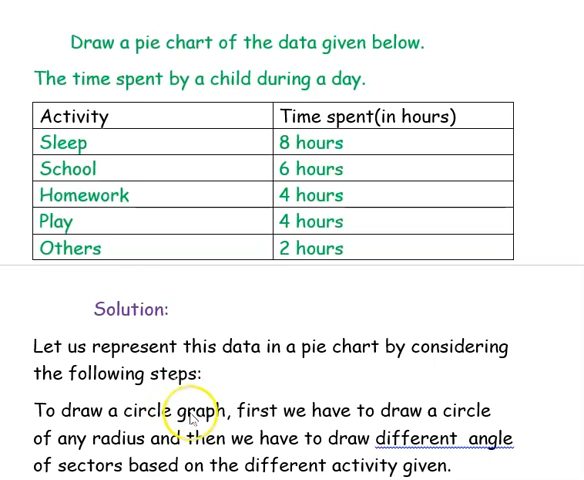 Draw a pie chart of the data given below.
The time spent by a child during a day.
Activity Time spent(in hours)
Sleep 8 hours
School 6 hours
Homework 4 hours
Play 4 hours
Others 2 hours
Solution:
Let us represent this data in a pie chart by considering
the following steps:
To draw a circle graph, first we have to draw a circle
of any radius and then we have to draw different angle
of sectors based on the different activity given.